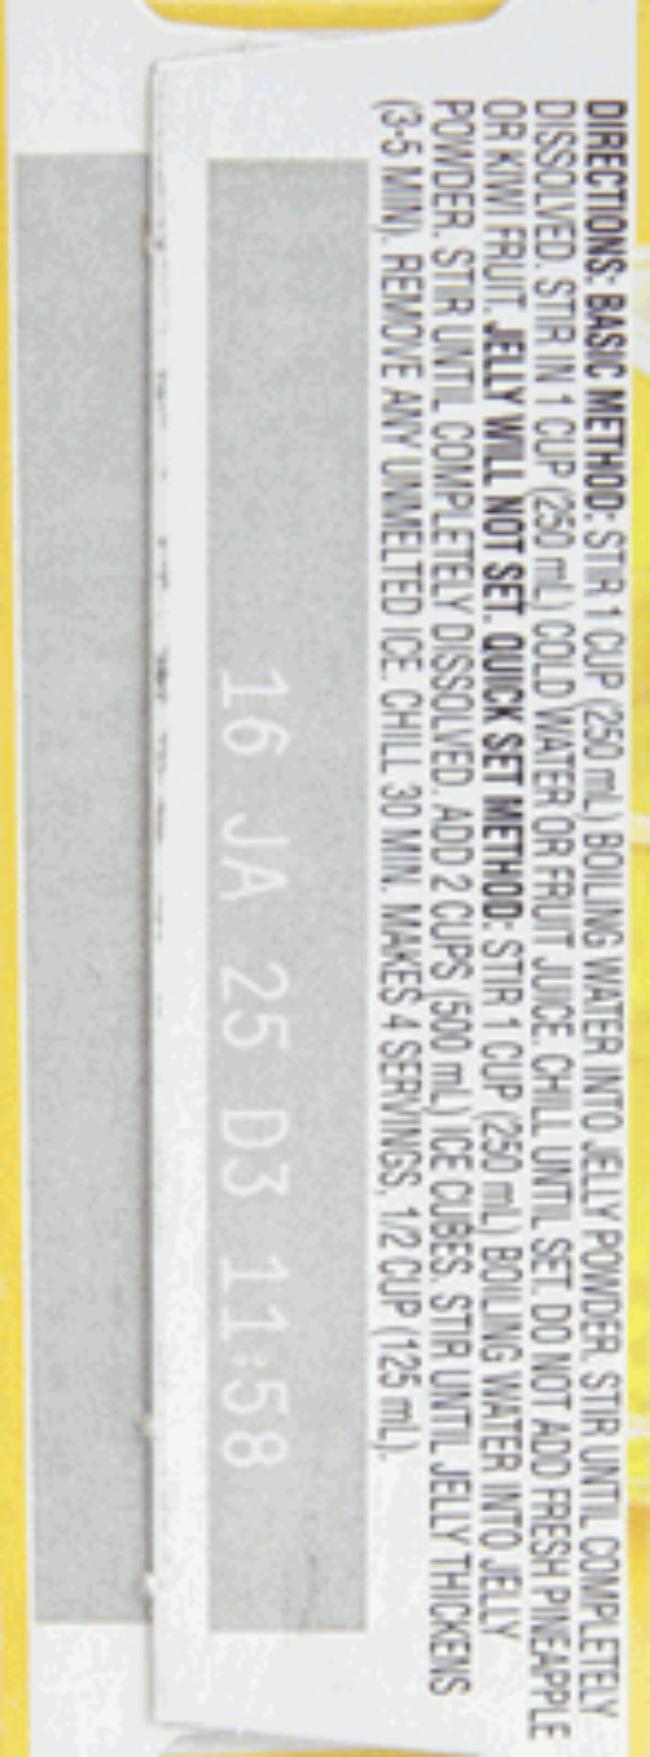 DIRECTIONS: BASIC METHOD: STIR 1 CUP (250 mL) BOILING WATER INTO JELLY POWDER. STIR UNTIL COMPLETELY
DISSOLVED. STIR IN 1 CUP (250 mL) COLD WATER OR FRUIT JUICE. CHILL UNTIL SET. DO NOT ADD FRESH PINEAPPLE
OR KIWI FRUIT. JELLY WILL NOT SET. QUICK SET METHOD: STIR 1 CUP (250 mL) BOILING WATER INTO JELLY
POWDER. STIR UNTIL COMPLETELY DISSOLVED. ADD 2 CUPS (500 mL) ICE CUBES. STIR UNTIL JELLY THICKENS
(3-5 MIN). REMOVE ANY UNMELTED ICE. CHILL 30 MIN. MAKES 4 SERVINGS, 1/2 CUP (125 mL).
16 JA 25 D3 11:58